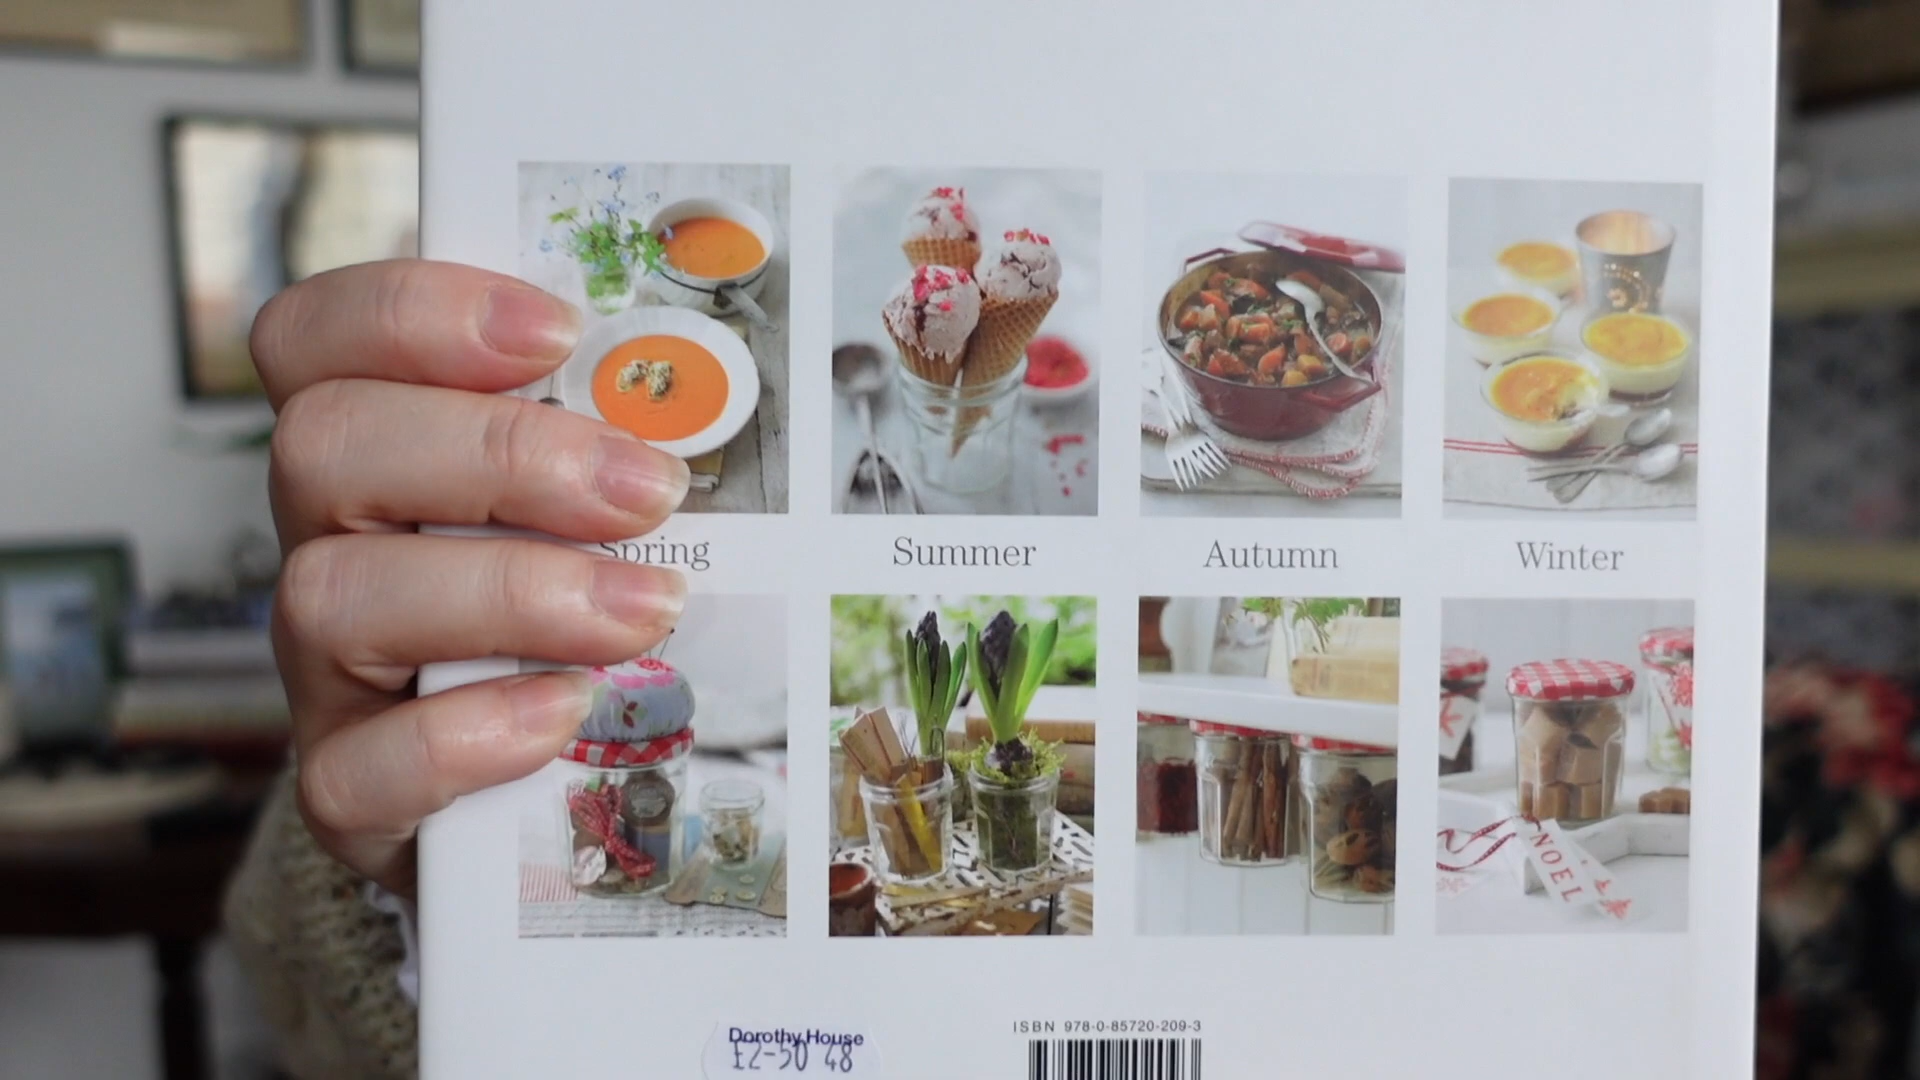 Spring
Summer
Autumn
Winter
NOEL
Dorothy House
£2-50 48
ISBN 978-0-85720-209-3